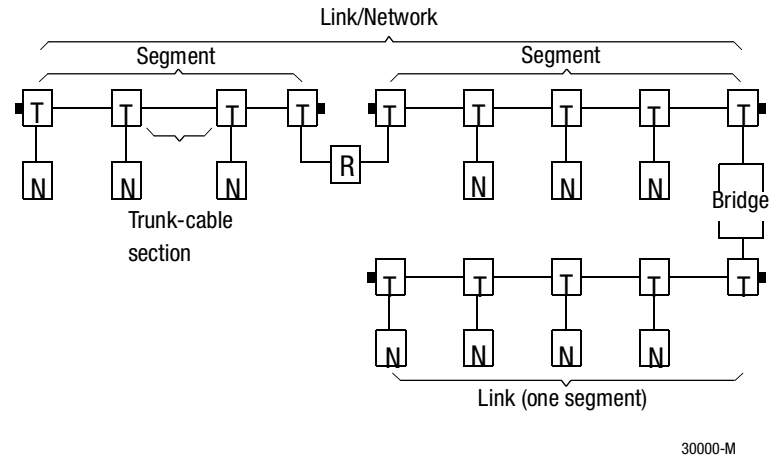 Link/Network
Segment Segment
T T T T T T T T T
R
N N N N N N
Bridge
Trunk-cable
section
T T T T T
N N N N
Link (one segment)
30000-M